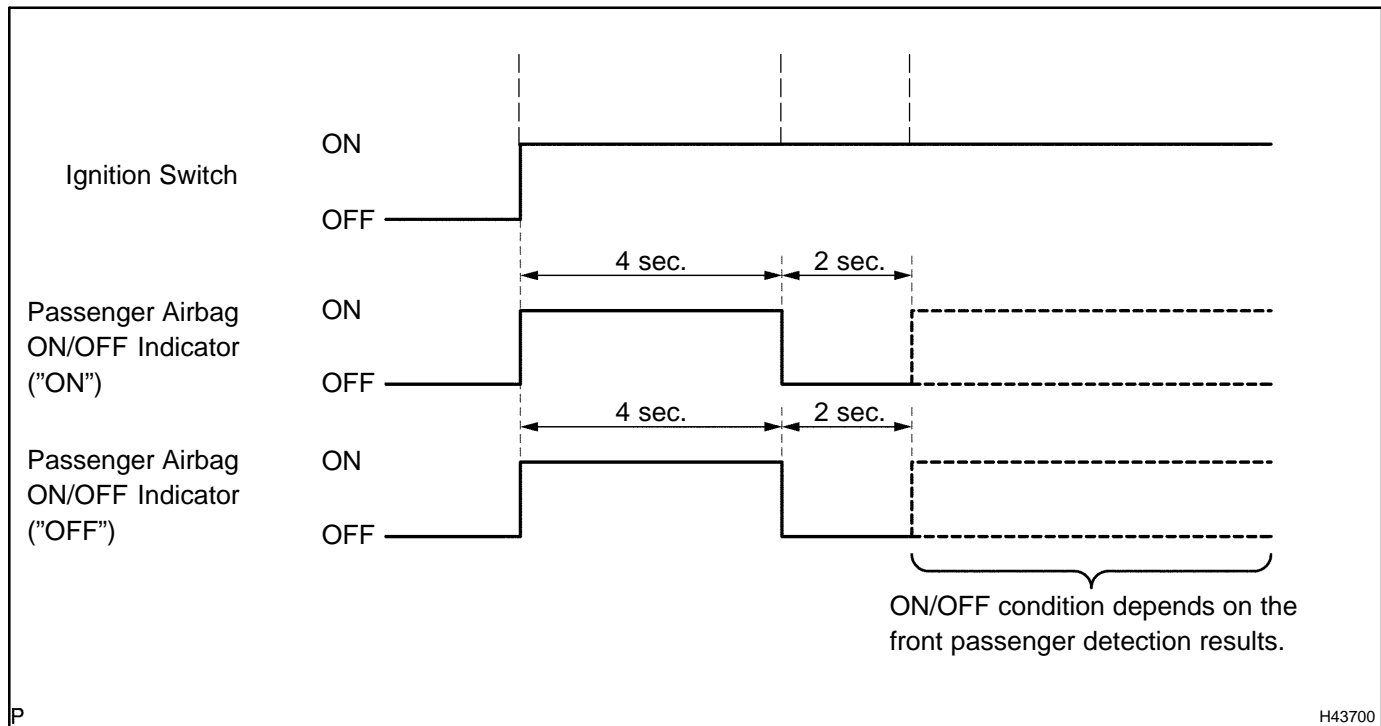 ON
Ignition Switch
OFF
4 sec. 2 sec.
Passenger Airbag ON
ON/OFF Indicator
(”ON”) OFF
4 sec. 2 sec.
Passenger Airbag ON
ON/OFF Indicator
(”OFF”) OFF
ON/OFF condition depends on the
front passenger detection results.
P
H43700